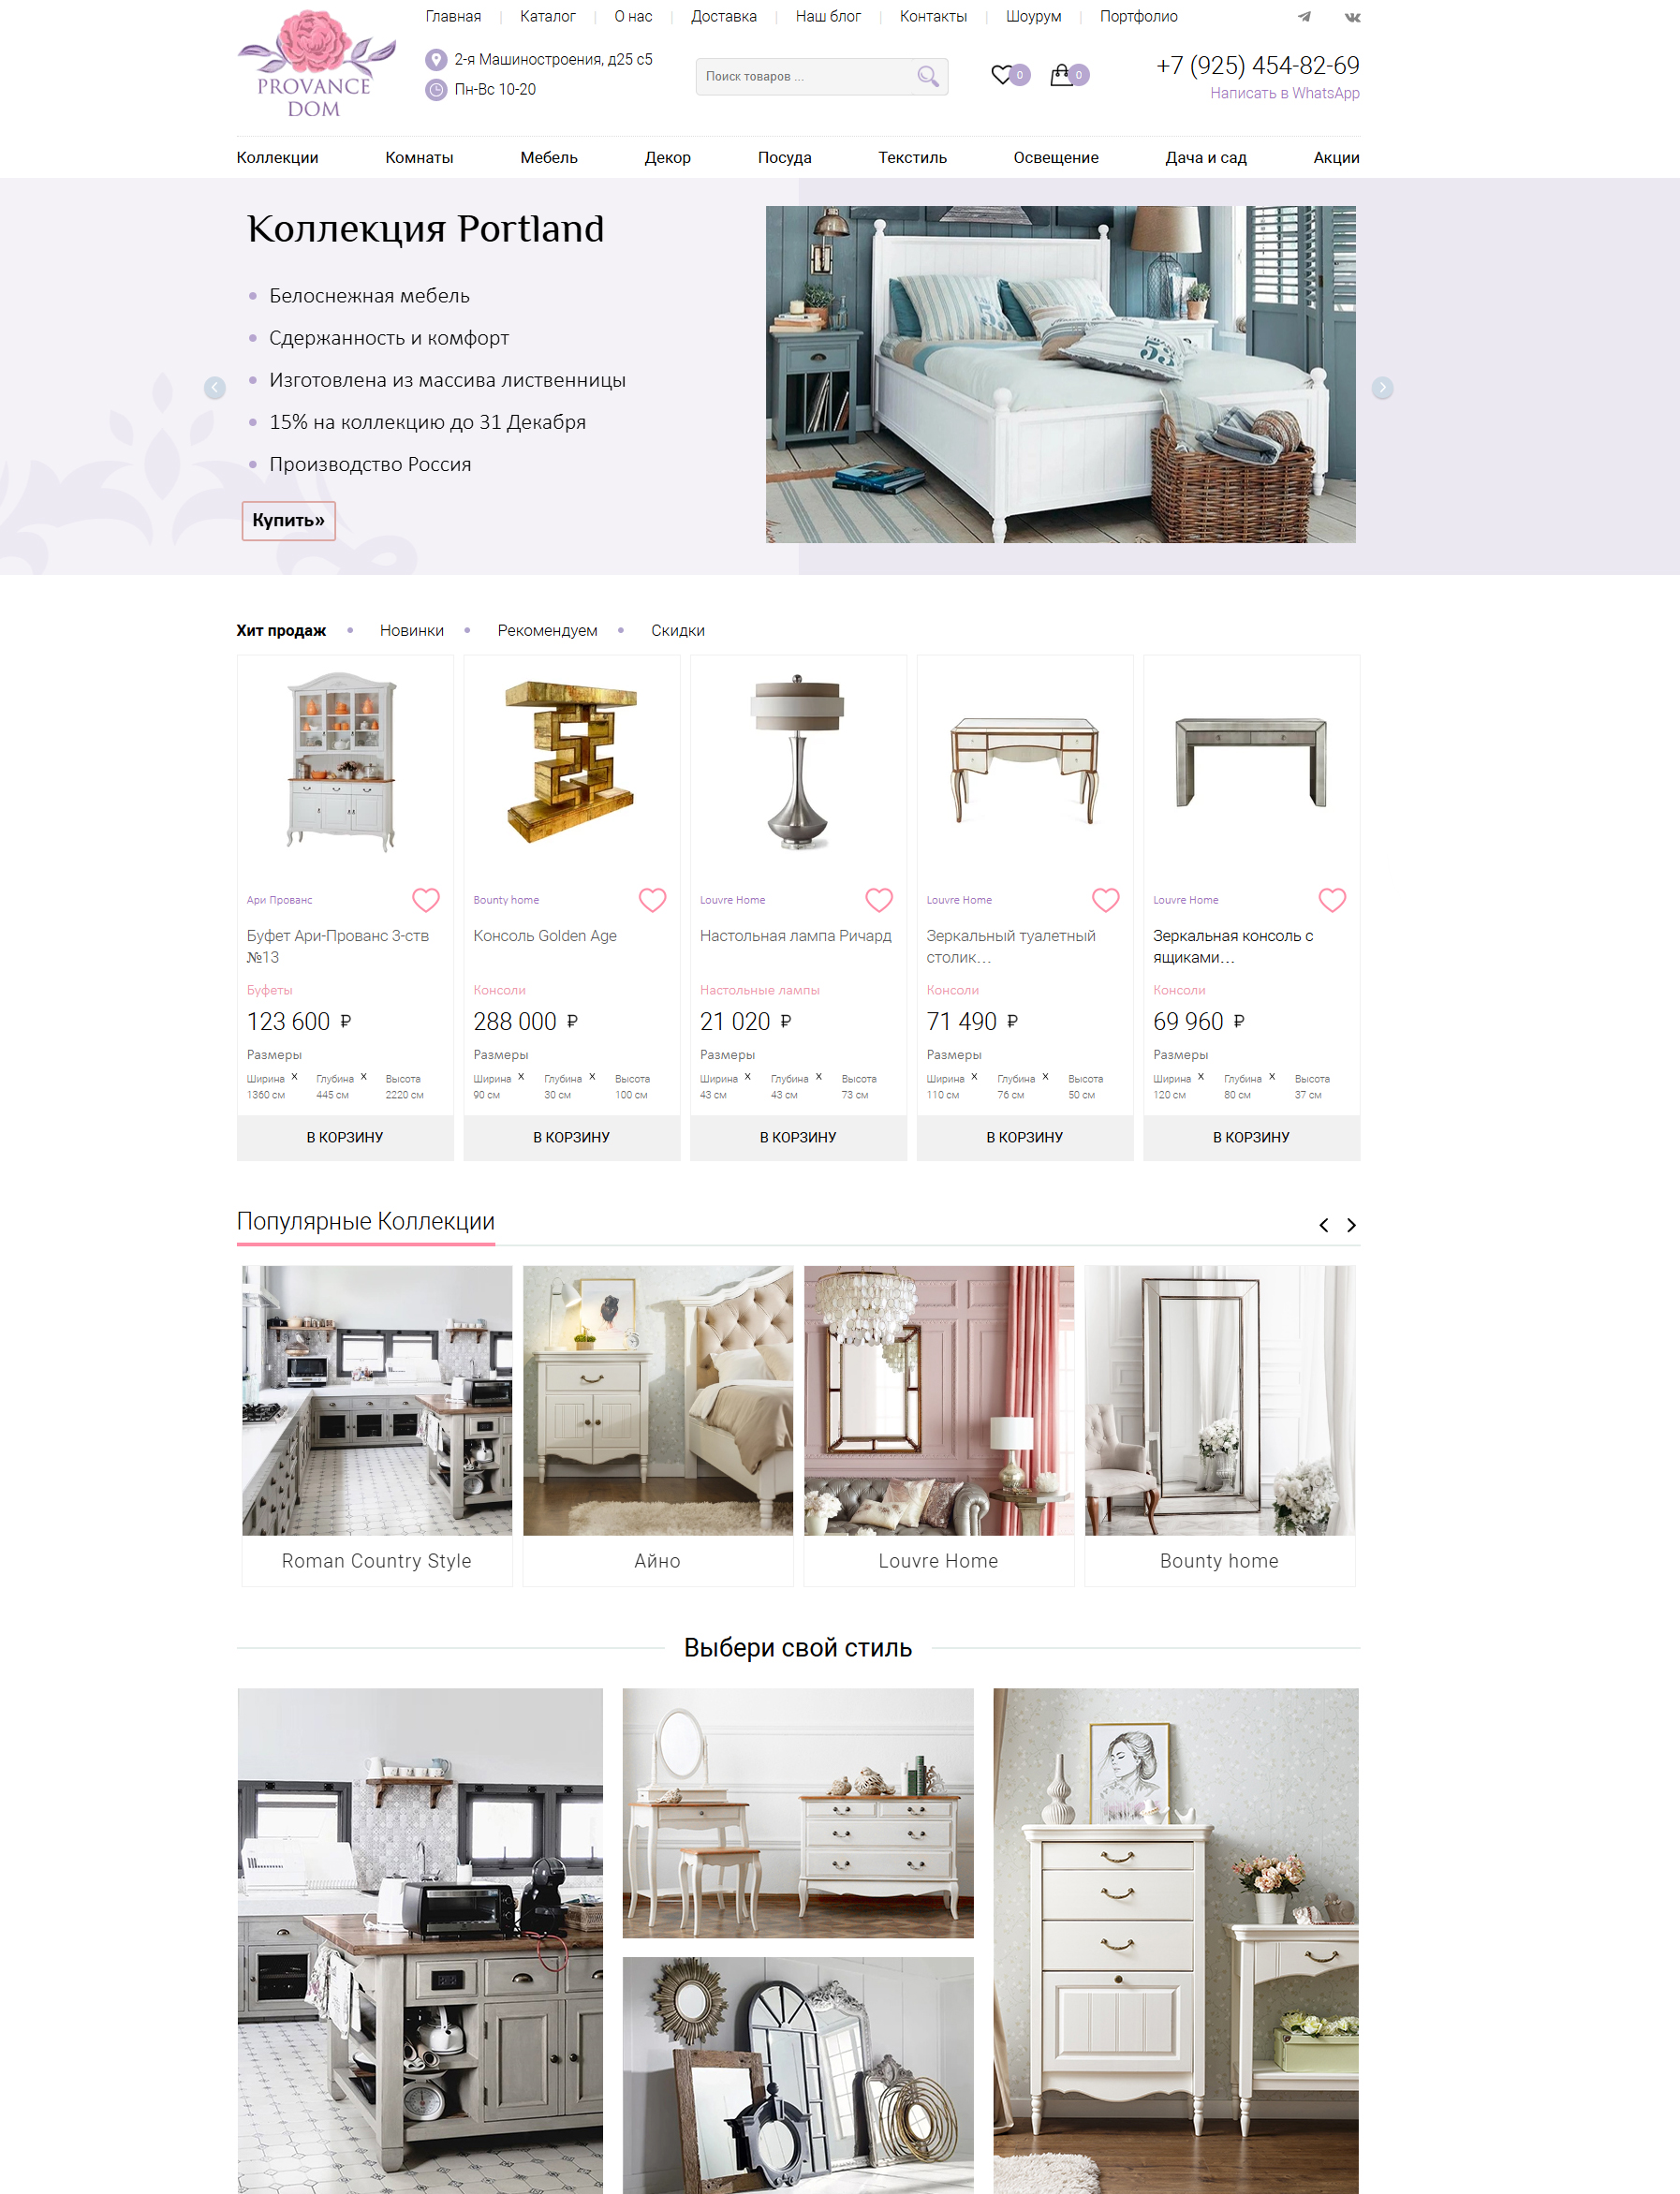 Главная
Каталог
О нас
Доставка
Наш блог
Контакты
Шоурум
Портфолио
PROVANCE
DOM
2-я Машиностроения, д25 с5
Пн-Вс 10-20
Поиск товаров ...
0
0
+7 (925) 454-82-69
Написать в WhatsApp
Коллекции
Комнаты
Мебель
Декор
Посуда
Текстиль
Освещение
Дача и сад
Акции
Коллекция Portland
Белоснежная мебель
Сдержанность и комфорт
Изготовлена из массива лиственницы
15% на коллекцию до 31 Декабря
Производство Россия
Купить»
53
Хит продаж
Новинки
Рекомендуем
Скидки
Ари Прованс
Буфет Ари-Прованс 3-ств
№13
Буфеты
123 600 ₽
Размеры
Ширина x Глубина x Высота
1360 см 445 см 2220 см
В КОРЗИНУ
Bounty home
Консоль Golden Age
Консоли
288 000 ₽
Размеры
Ширина x Глубина x Высота
90 см 30 см 100 см
В КОРЗИНУ
Louvre Home
Настольная лампа Ричард
Настольные лампы
21 020 ₽
Размеры
Ширина x Глубина x Высота
43 см 43 см 73 см
В КОРЗИНУ
Louvre Home
Зеркальный туалетный
столик...
Консоли
71 490 ₽
Размеры
Ширина x Глубина x Высота
110 см 76 см 50 см
В КОРЗИНУ
Louvre Home
Зеркальная консоль с
ящиками...
Консоли
69 960 ₽
Размеры
Ширина x Глубина x Высота
120 см 80 см 37 см
В КОРЗИНУ
Популярные Коллекции
Roman Country Style
Айно
Louvre Home
Bounty home
Выбери свой стиль